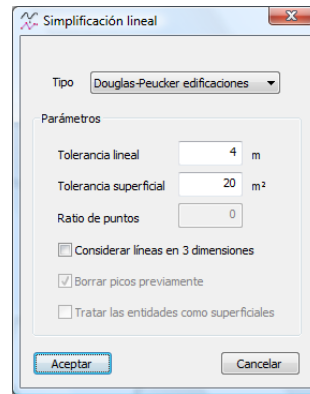 Simplificación lineal
Tipo Douglas-Peucker edificaciones
Parámetros
Tolerancia lineal 4 m
Tolerancia superficial 20 m²
Ratio de puntos 0
Considerar líneas en 3 dimensiones
Borrar picos previamente
Tratar las entidades como superficiales
Aceptar Cancelar